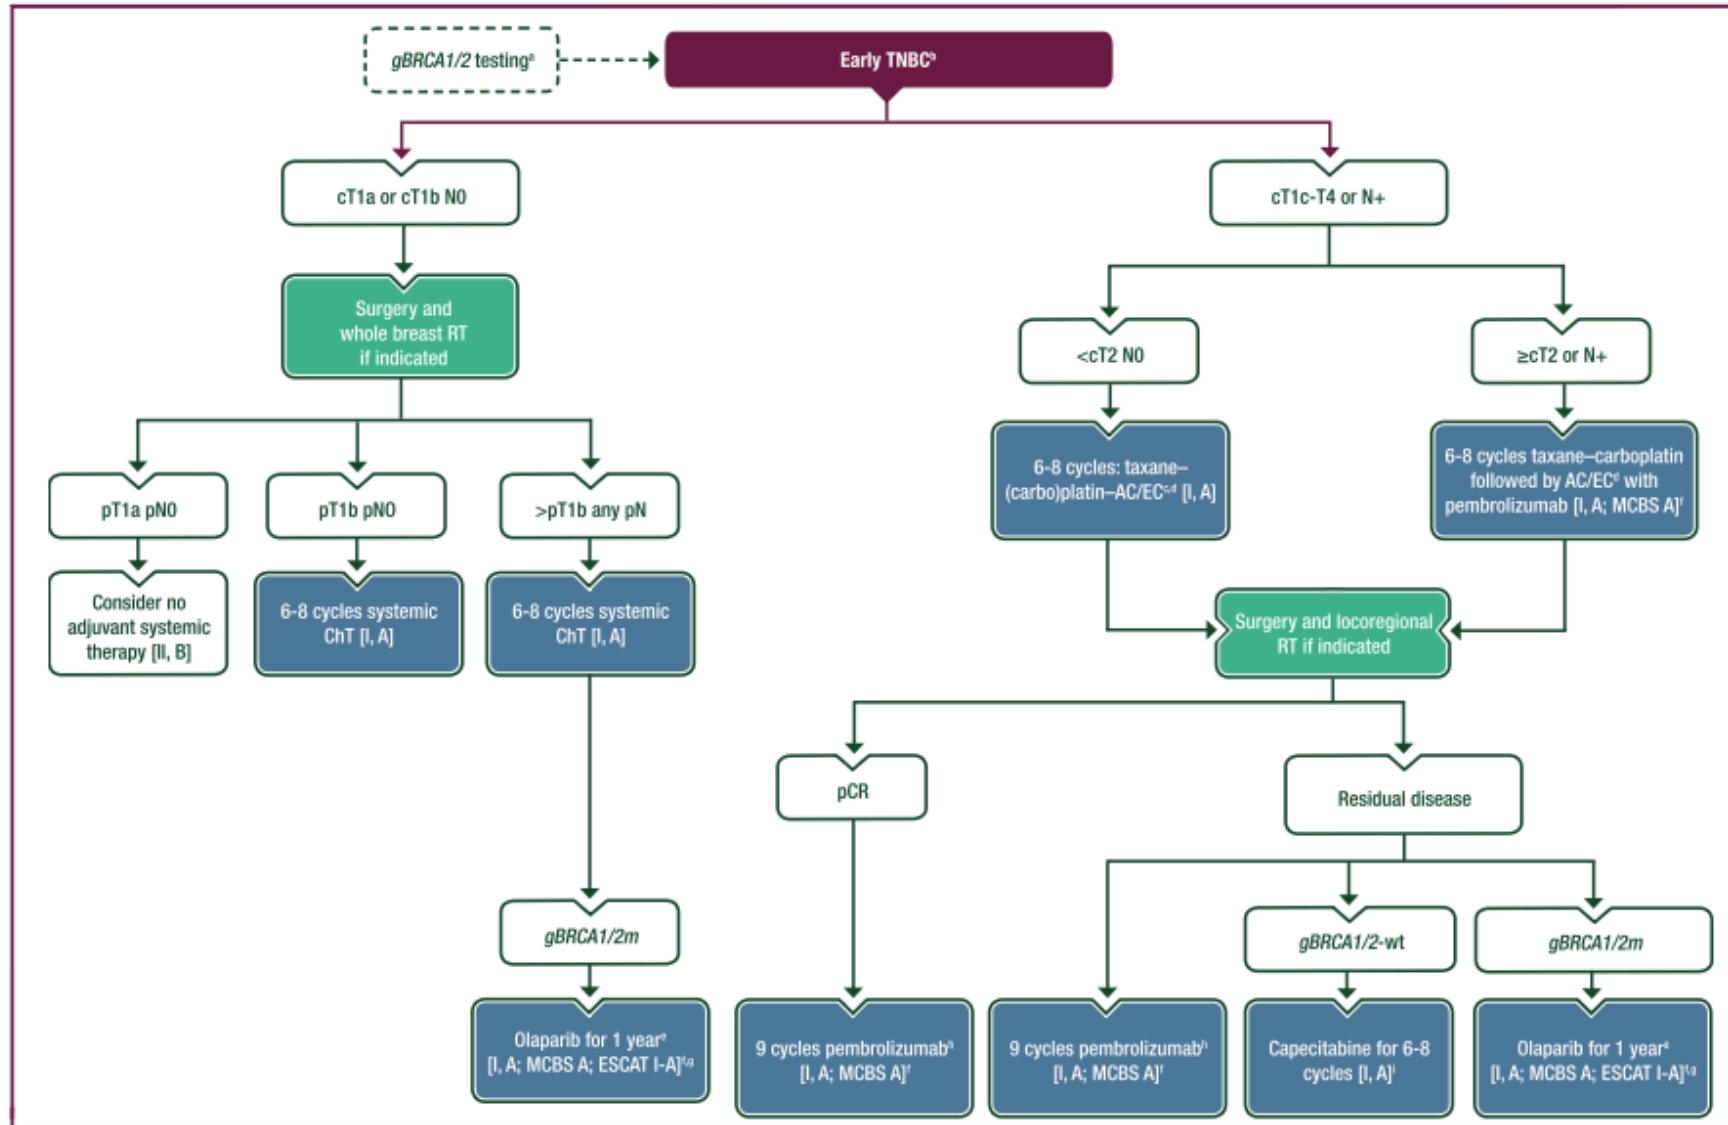 gBRCA1/2 testingᵃ
Early TNBCᵇ
cT1a or cT1b N0
cT1c-T4 or N+
Surgery and
whole breast RT
if indicated
<cT2 N0
≥cT2 or N+
pT1a pN0
pT1b pN0
>pT1b any pN
6-8 cycles: taxane–
(carbo)platin–AC/ECᶜ,ᵈ [I, A]
6-8 cycles taxane–carboplatin
followed by AC/ECᵈ with
pembrolizumab [I, A; MCBS A]ᶠ
Consider no
adjuvant systemic
therapy [II, B]
6-8 cycles systemic
ChT [I, A]
6-8 cycles systemic
ChT [I, A]
Surgery and locoregional
RT if indicated
pCR
Residual disease
gBRCA1/2m
gBRCA1/2-wt
gBRCA1/2m
Olaparib for 1 yearᵉ
[I, A; MCBS A; ESCAT I-A]ᶠ,ᵍ
9 cycles pembrolizumabʰ
[I, A; MCBS A]ᶠ
9 cycles pembrolizumabʰ
[I, A; MCBS A]ᶠ
Capecitabine for 6-8
cycles [I, A]ⁱ
Olaparib for 1 yearᵉ
[I, A; MCBS A; ESCAT I-A]ᶠ,ᵍ